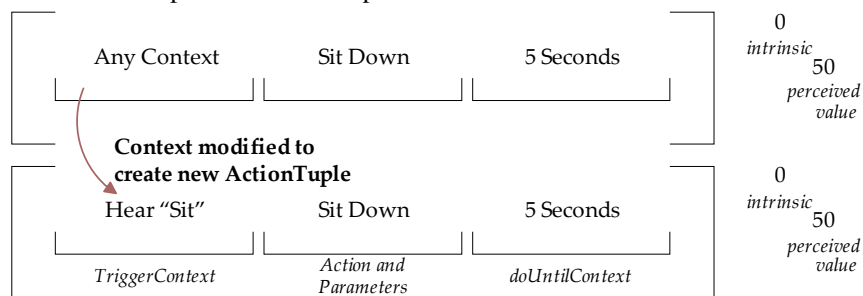 0
intrinsic
Any Context Sit Down 5 Seconds
50
perceived
value
Context modified to
create new ActionTuple
0
intrinsic
Hear “Sit” Sit Down 5 Seconds
50
perceived
value
TriggerContext Action and Parameters doUntilContext